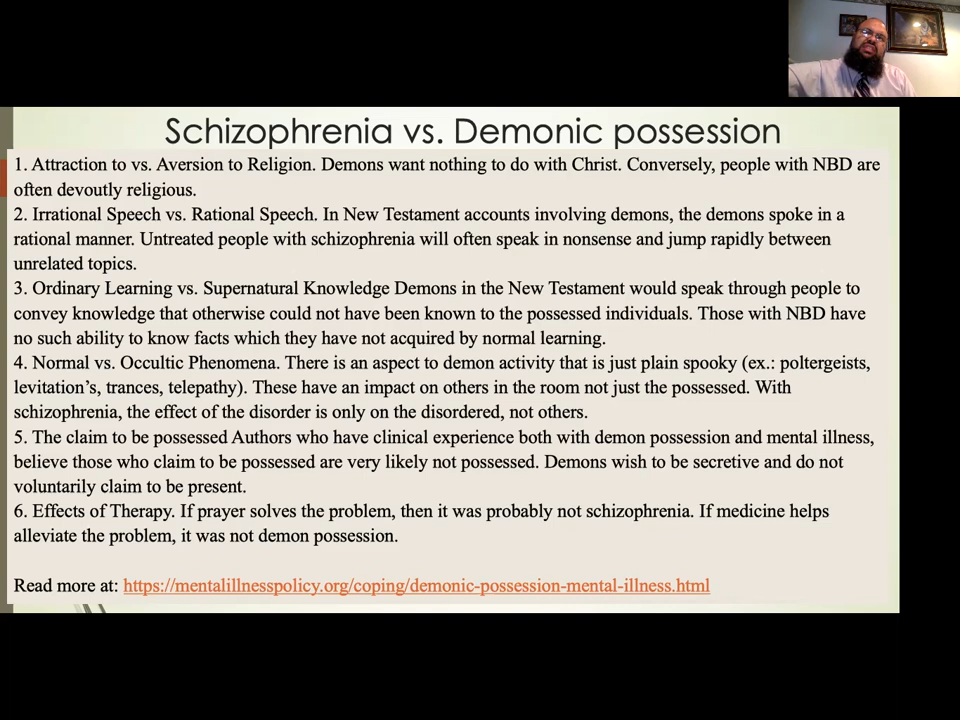 Schizophrenia vs. Demonic possession
1. Attraction to vs. Aversion to Religion. Demons want nothing to do with Christ. Conversely, people with NBD are
often devoutly religious.
2. Irrational Speech vs. Rational Speech. In New Testament accounts involving demons, the demons spoke in a
rational manner. Untreated people with schizophrenia will often speak in nonsense and jump rapidly between
unrelated topics.
3. Ordinary Learning vs. Supernatural Knowledge Demons in the New Testament would speak through people to
convey knowledge that otherwise could not have been known to the possessed individuals. Those with NBD have
no such ability to know facts which they have not acquired by normal learning.
4. Normal vs. Occultic Phenomena. There is an aspect to demon activity that is just plain spooky (ex.: poltergeists,
levitation’s, trances, telepathy). These have an impact on others in the room not just the possessed. With
schizophrenia, the effect of the disorder is only on the disordered, not others.
5. The claim to be possessed Authors who have clinical experience both with demon possession and mental illness,
believe those who claim to be possessed are very likely not possessed. Demons wish to be secretive and do not
voluntarily claim to be present.
6. Effects of Therapy. If prayer solves the problem, then it was probably not schizophrenia. If medicine helps
alleviate the problem, it was not demon possession.
Read more at: https://mentalillnesspolicy.org/coping/demonic-possession-mental-illness.html